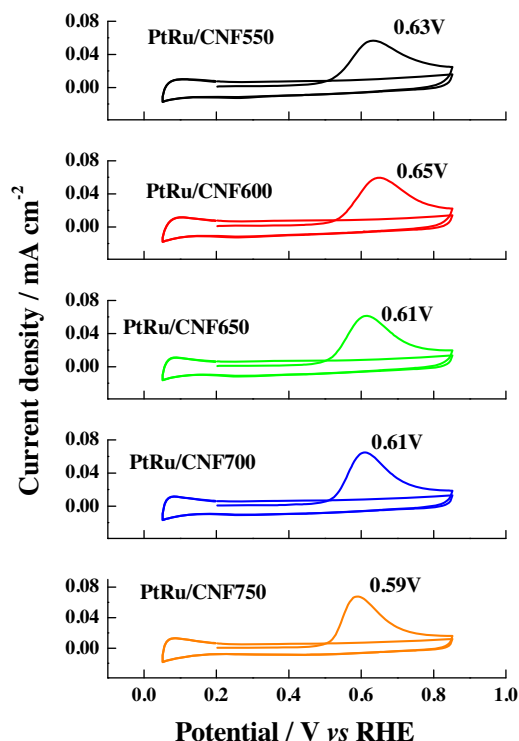 PtRu/CNF550
0.63V
0.08
0.04
0.00
PtRu/CNF600
0.65V
0.08
0.04
0.00
PtRu/CNF650
0.61V
0.08
0.04
0.00
PtRu/CNF700
0.61V
0.08
0.04
0.00
PtRu/CNF750
0.59V
0.08
0.04
0.00
0.0 0.2 0.4 0.6 0.8 1.0
Potential / V vs RHE
Current density / mA cm⁻²